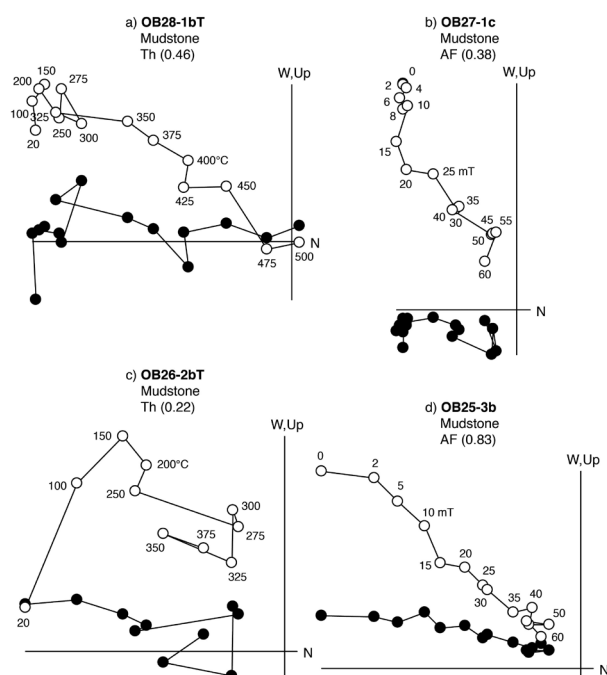 a) OB28-1bT
Mudstone
Th (0.46)
W,Up
150
200
275
100
325
250
300
20
350
375
400°C
425
450
N
475
500
b) OB27-1c
Mudstone
AF (0.38)
W,Up
0
2
4
6
10
8
15
20
25 mT
35
40
30
45
55
50
60
N
c) OB26-2bT
Mudstone
Th (0.22)
W,Up
150
200°C
100
250
300
275
350
375
325
20
N
d) OB25-3b
Mudstone
AF (0.83)
W,Up
0
2
5
10 mT
15
20
25
30
35
40
50
60
N